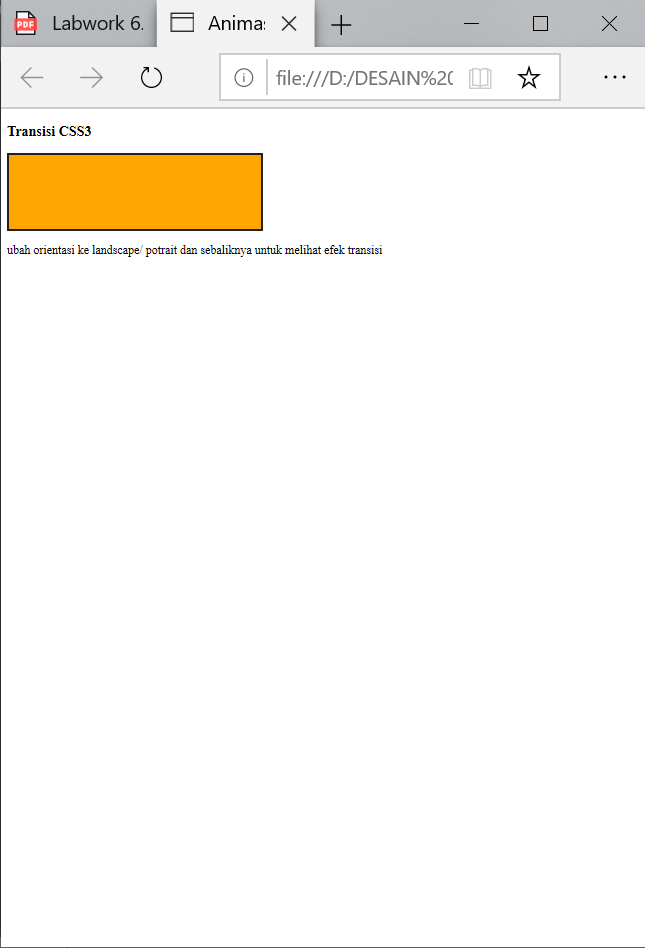 PDF
Labwork 6.
Animas
file:///D:/DESAIN%20
Transisi CSS3
ubah orientasi ke landscape/ potrait dan sebaliknya untuk melihat efek transisi